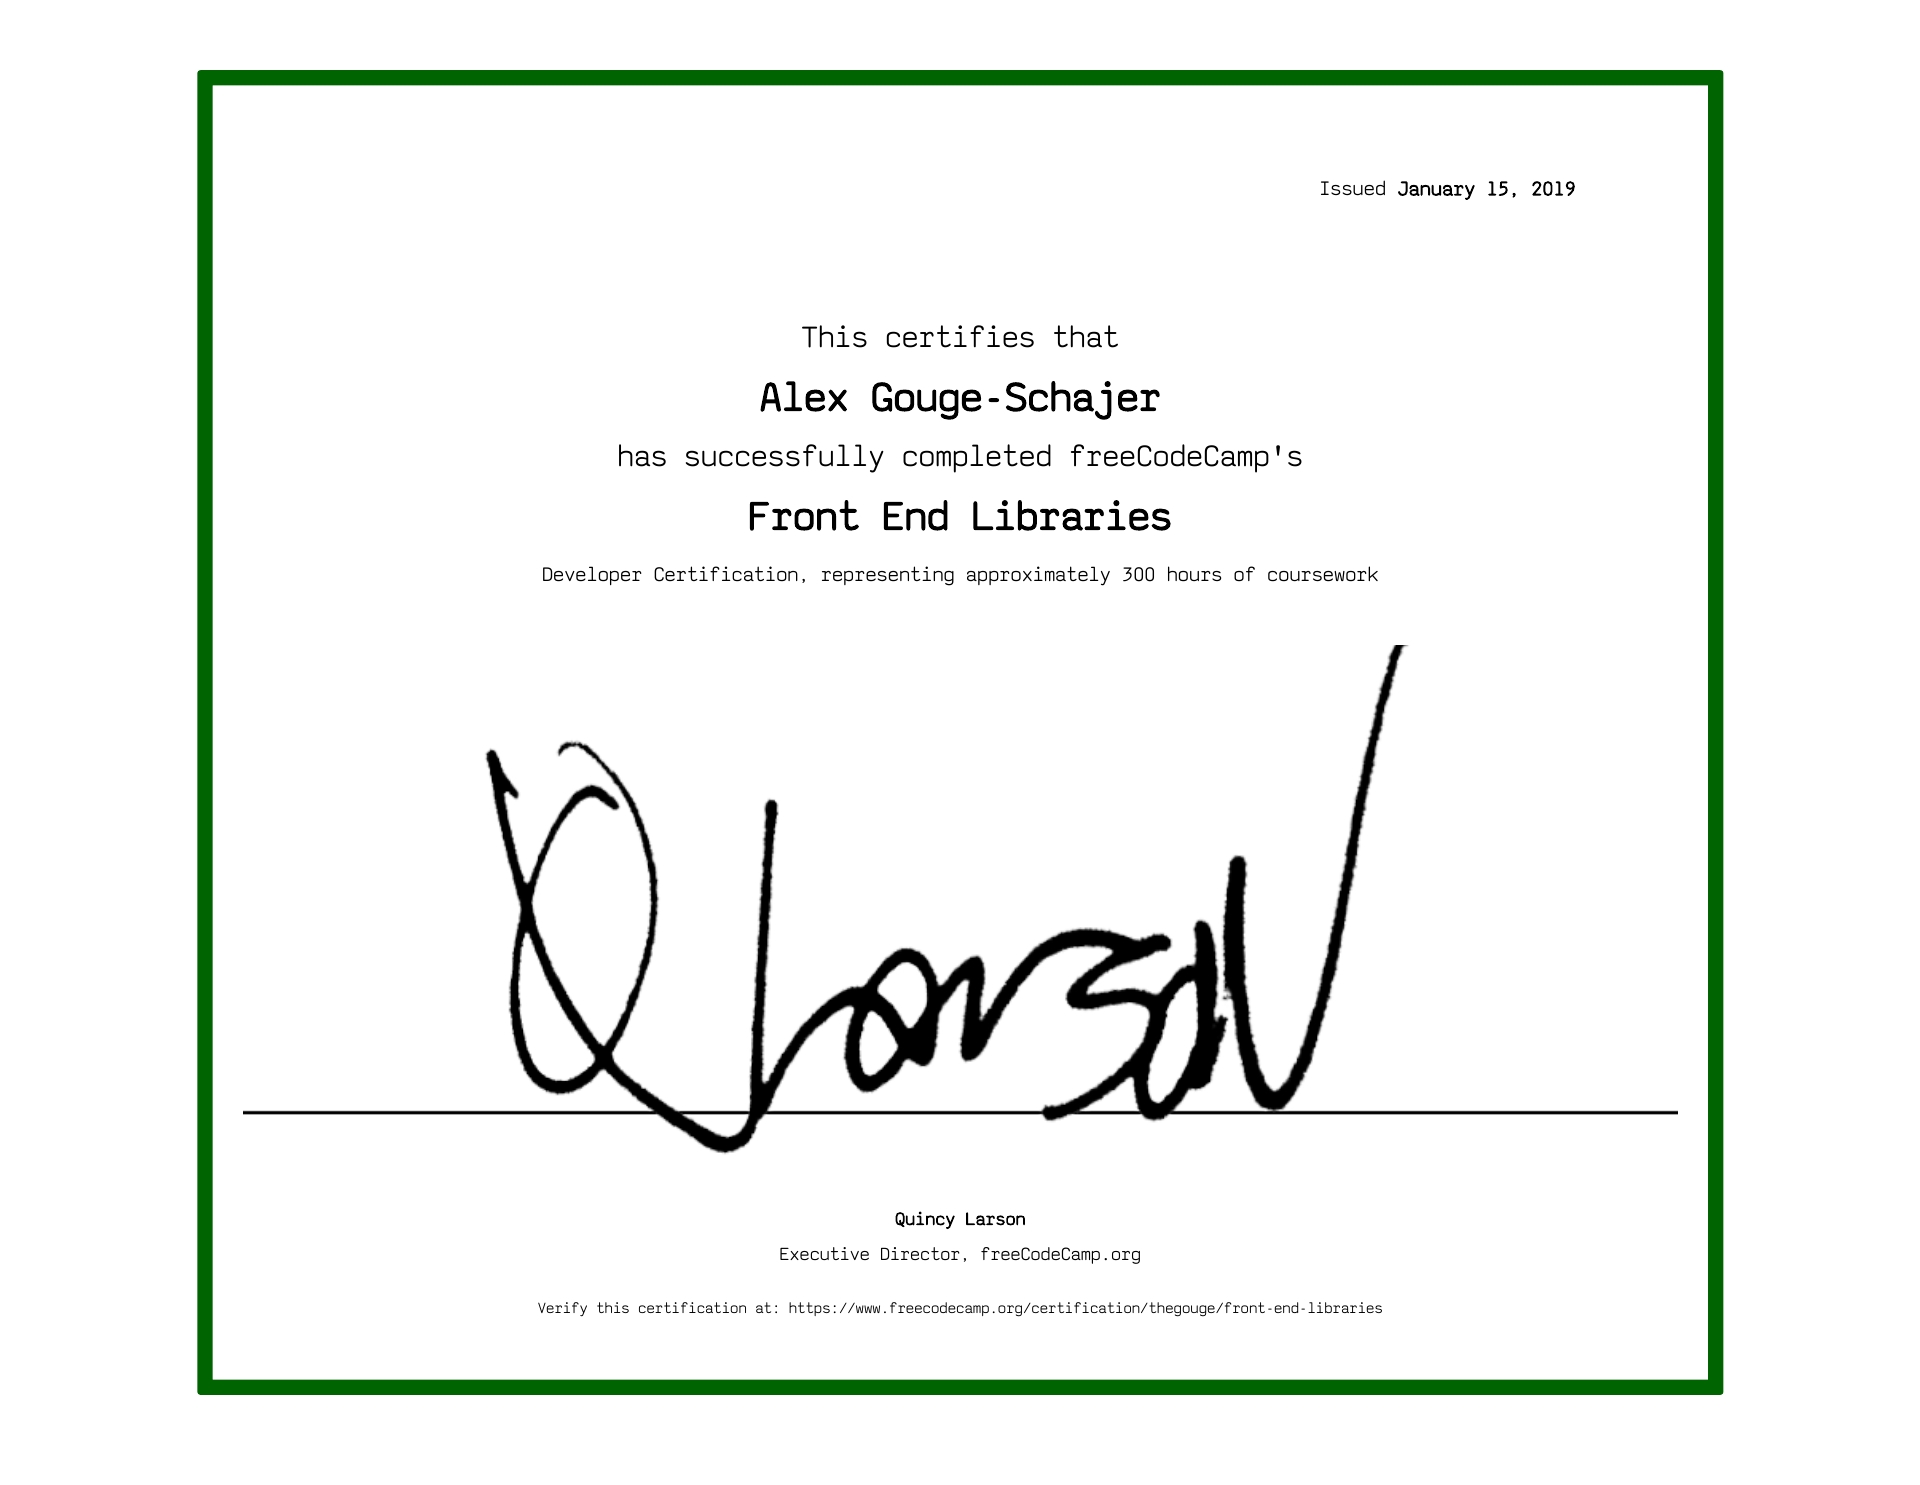 Issued January 15, 2019
This certifies that
Alex Gouge-Schajer
has successfully completed freeCodeCamp's
Front End Libraries
Developer Certification, representing approximately 300 hours of coursework
Q Larson
Quincy Larson
Executive Director, freeCodeCamp.org
Verify this certification at: https://www.freecodecamp.org/certification/thegouge/front-end-libraries